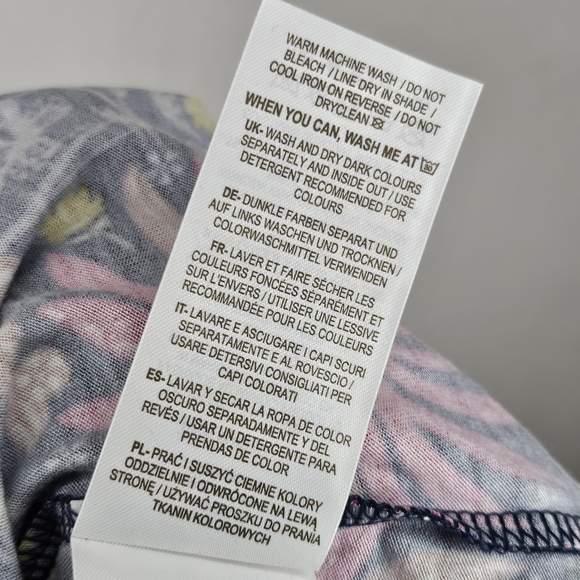 WARM MACHINE WASH / DO NOT
BLEACH / LINE DRY IN SHADE /
COOL IRON ON REVERSE / DO NOT
DRYCLEAN
WHEN YOU CAN, WASH ME AT
UK- WASH AND DRY DARK COLOURS
SEPARATELY AND INSIDE OUT / USE
DETERGENT RECOMMENDED FOR
COLOURS
DE- DUNKLE FARBEN SEPARAT UND
AUF LINKS WASCHEN UND TROCKNEN /
COLORWASCHMITTEL VERWENDEN
FR- LAVER ET FAIRE SÉCHER LES
COULEURS FONCÉES SÉPARÉMENT ET
SUR L'ENVERS / UTILISER UNE LESSIVE
RECOMMANDÉE POUR LES COULEURS
IT- LAVARE E ASCIUGARE I CAPI SCURI
SEPARATAMENTE E AL ROVESCIO /
USARE DETERSIVI CONSIGLIATI PER
CAPI COLORATI
ES- LAVAR Y SECAR LA ROPA DE COLOR
OSCURO SEPARADAMENTE Y DEL
REVÉS / USAR UN DETERGENTE PARA
PRENDAS DE COLOR
PL- PRAĆ I SUSZYĆ CIEMNE KOLORY
ODDZIELNIE I ODWRÓCONE NA LEWĄ
STRONĘ / UŻYWAĆ PROSZKU DO PRANIA
TKANIN KOLOROWYCH